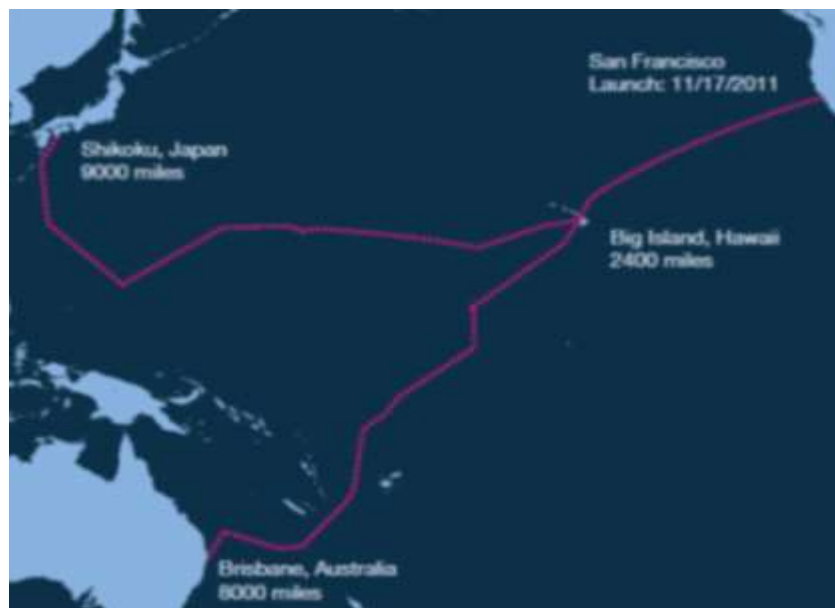 San Francisco
Launch: 11/17/2011
Shikoku, Japan
9000 miles
Big Island, Hawaii
2400 miles
Brisbane, Australia
8000 miles